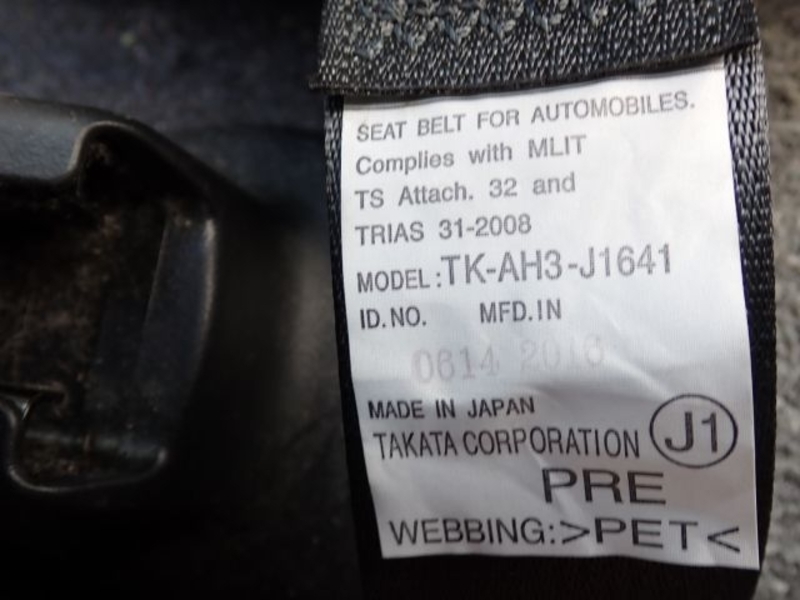 SEAT BELT FOR AUTOMOBILES.
Complies with MLIT
TS Attach. 32 and
TRIAS 31-2008
MODEL:TK-AH3-J1641
ID.NO. MFD.IN
0614 2016
MADE IN JAPAN
TAKATA CORPORATION J1
PRE
WEBBING:>PET<